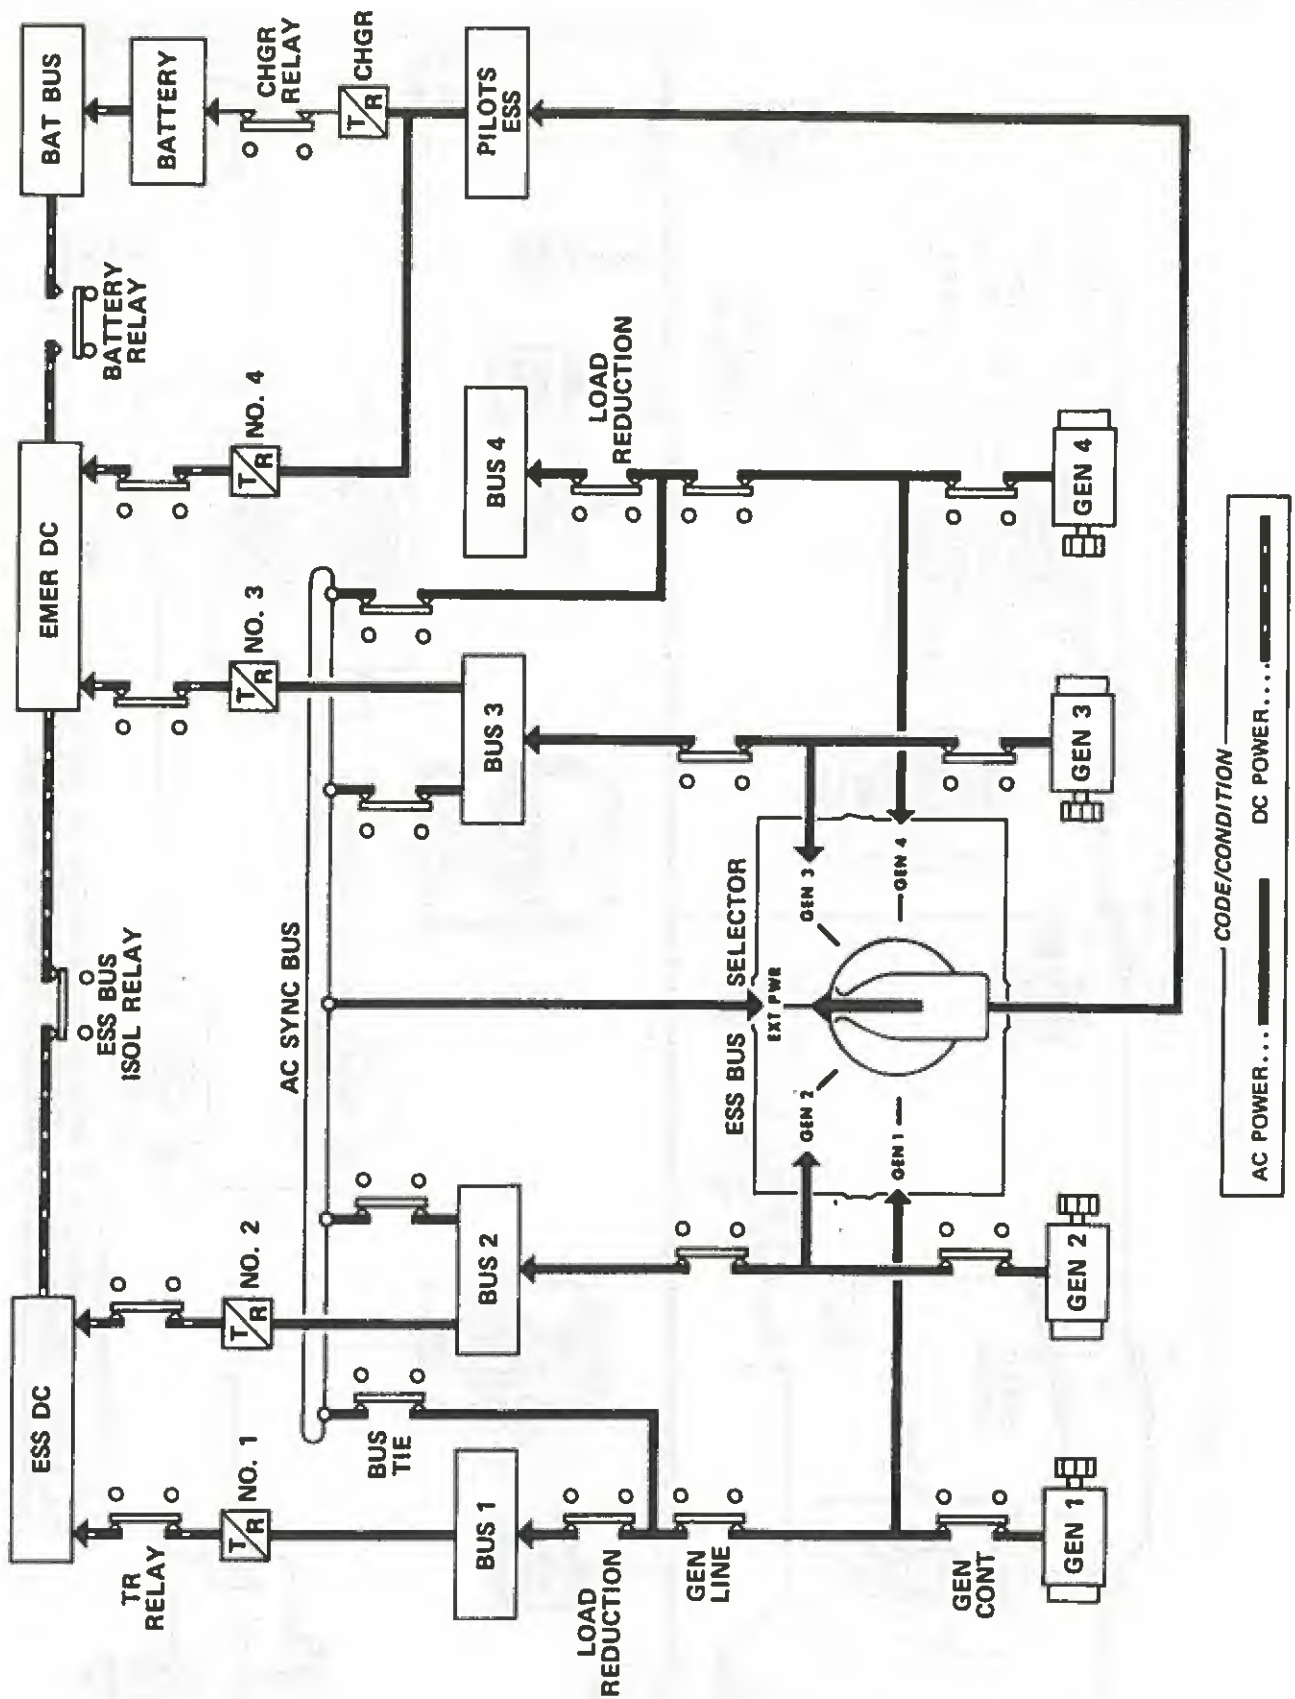 ESS DC
EMER DC
BAT BUS
ESS BUS
ISOL RELAY
BATTERY
RELAY
BATTERY
TR
RELAY
NO. 1
T/R
NO. 2
T/R
NO. 3
T/R
NO. 4
T/R
CHGR
RELAY
CHGR
T/R
AC SYNC BUS
BUS
TIE
BUS 1
BUS 2
BUS 3
BUS 4
PILOTS
ESS
LOAD
REDUCTION
LOAD
REDUCTION
GEN
LINE
GEN
CONT
ESS BUS SELECTOR
EXT PWR
GEN 1
GEN 2
GEN 3
GEN 4
GEN 1
GEN 2
GEN 3
GEN 4
CODE/CONDITION
AC POWER... DC POWER....